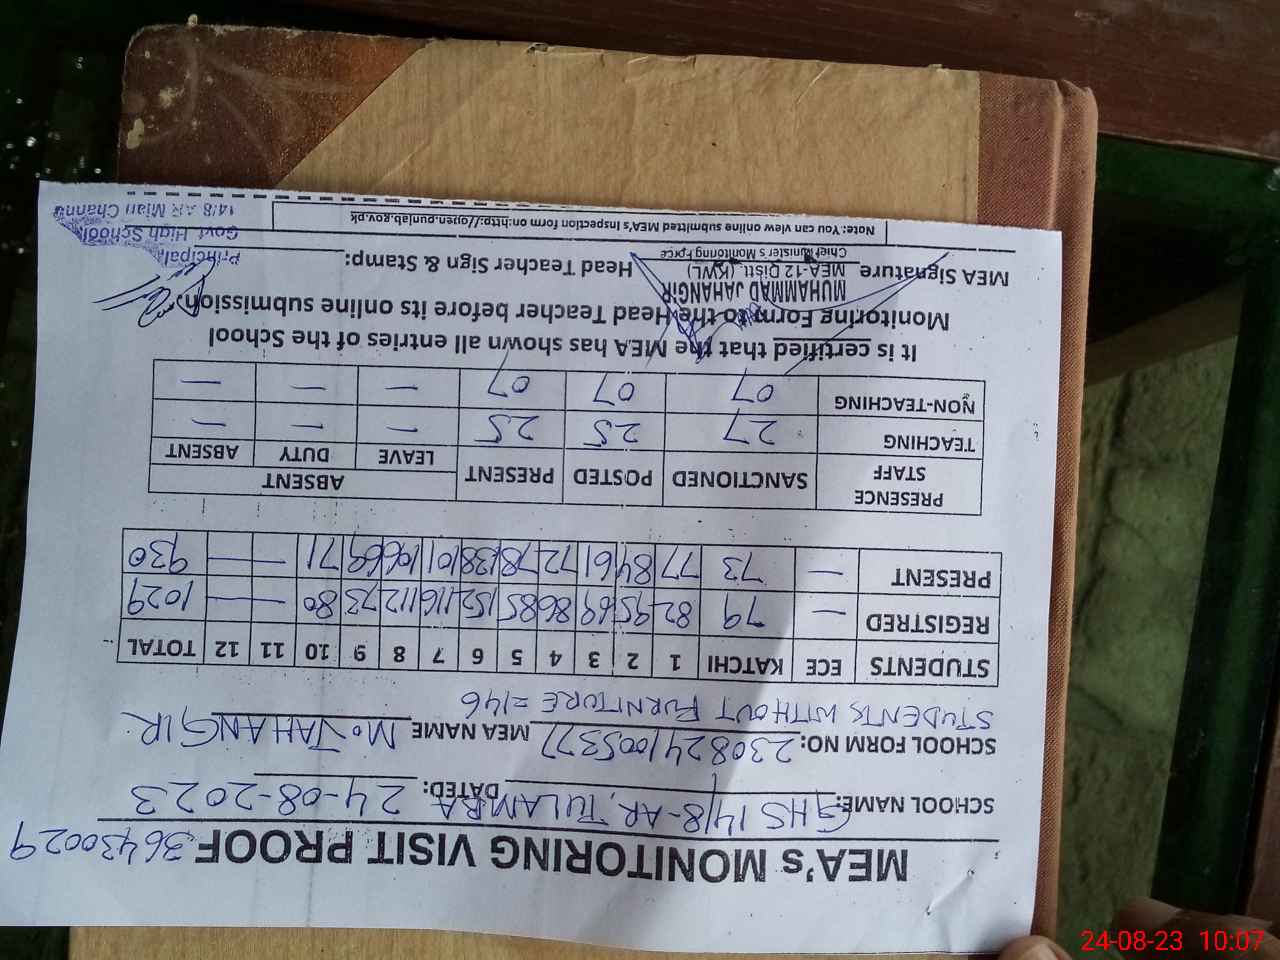 MEA's MONITORING VISIT PROOF 36430029
SCHOOL NAME: GHS 14/8-AR, TULAMBA DATED: 24-08-2023
SCHOOL FORM NO: 2308241005377 MEA NAME Mo JAHANGIR
STUDENTS WITHOUT FURNITURE = 146
STUDENTS ECE KATCHI 1 2 3 4 5 6 7 8 9 10 11 12 TOTAL
REGISTRED — 79 82 95 69 86 85 152 116 112 73 80 — — 1029
PRESENT — 73 77 84 61 72 78 138 101 106 69 71 — — 930
PRESENCE STAFF SANCTIONED POSTED PRESENT ABSENT
LEAVE DUTY ABSENT
TEACHING 27 25 25 — — —
NON-TEACHING 07 07 07 — — —
It is certified that the MEA has shown all entries of the School
Monitoring Form to the Head Teacher before its online submission.
MUHAMMAD JAHANGIR
MEA-12 Distt. (KWL)
Chief Minister's Monitoring Force
MEA Signature Head Teacher Sign & Stamp:
Principal
Govt. High School
14/8 AR Mian Channu
Note: You can view online submitted MEA's Inspection form on:http://open.punjab.gov.pk
24-08-23 10:07